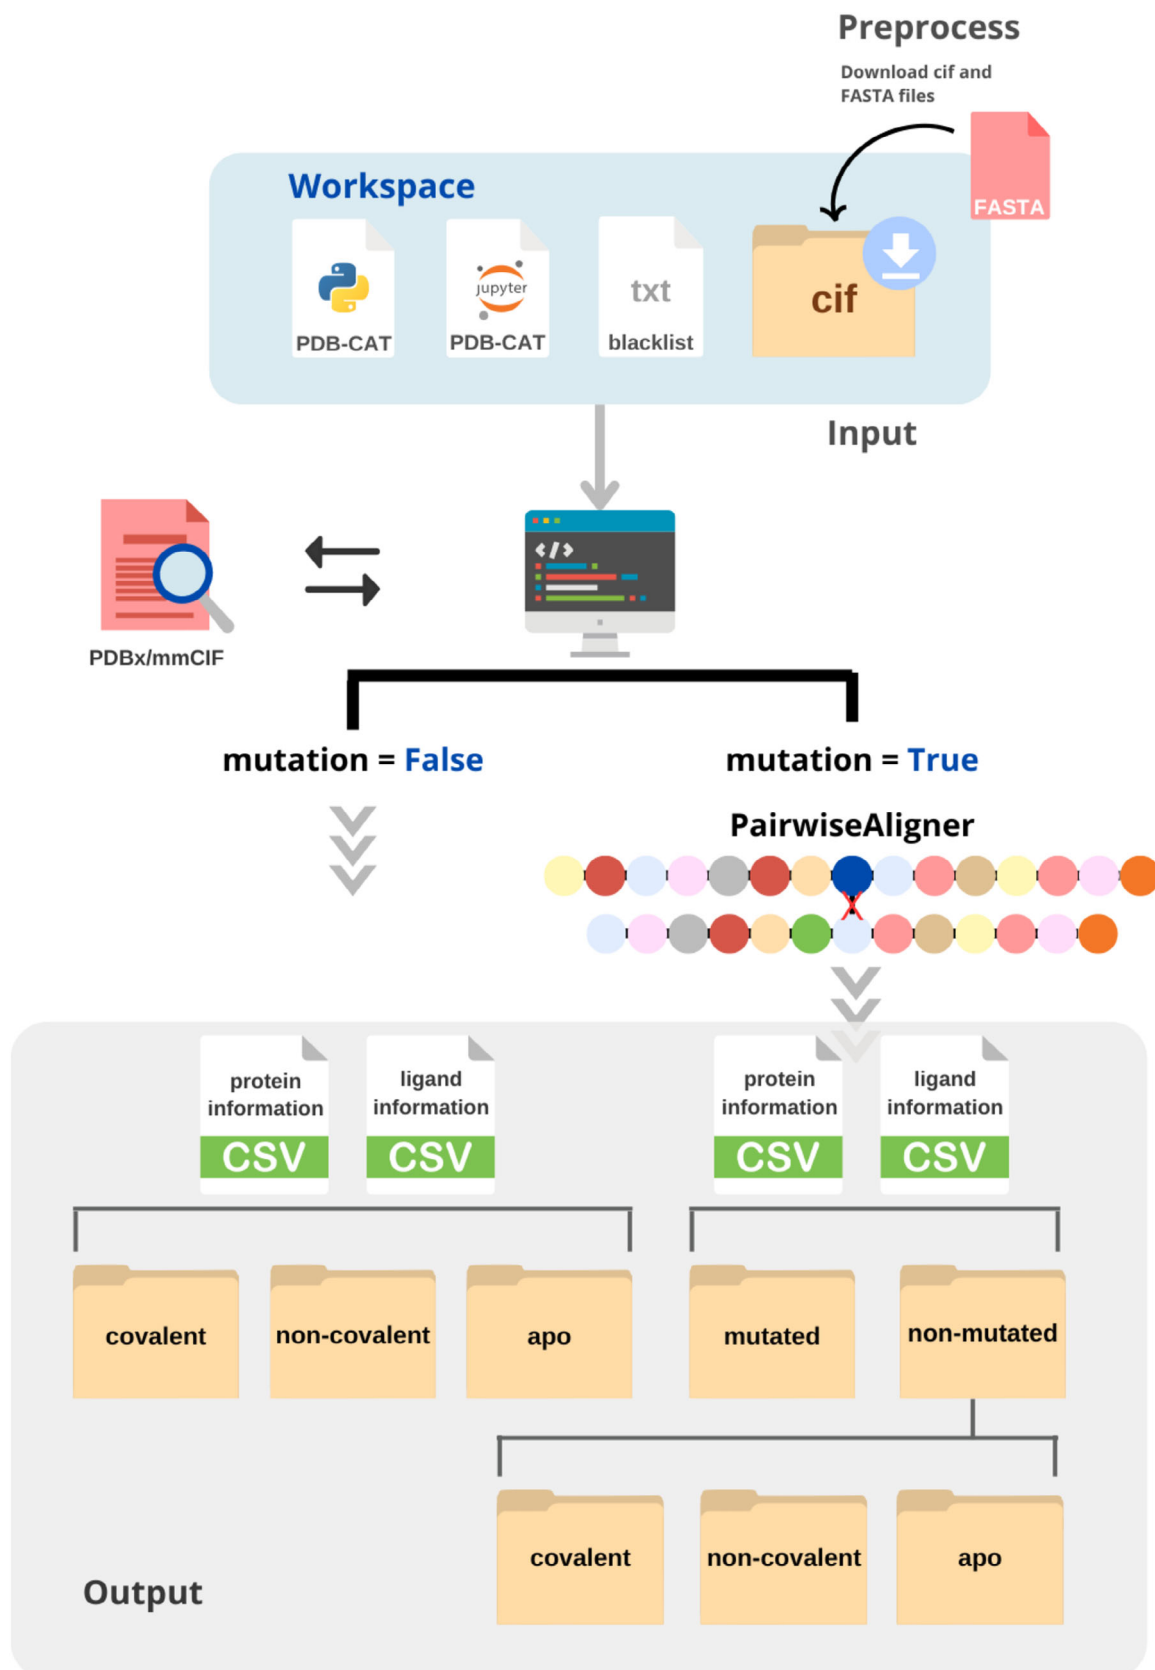 Preprocess
Download cif and
FASTA files
FASTA
Workspace
PDB-CAT
jupyter
PDB-CAT
txt
blacklist
cif
Input
</>
PDBx/mmCIF
mutation = False
mutation = True
PairwiseAligner
X
protein
information
CSV
ligand
information
CSV
protein
information
CSV
ligand
information
CSV
covalent
non-covalent
apo
mutated
non-mutated
covalent
non-covalent
apo
Output